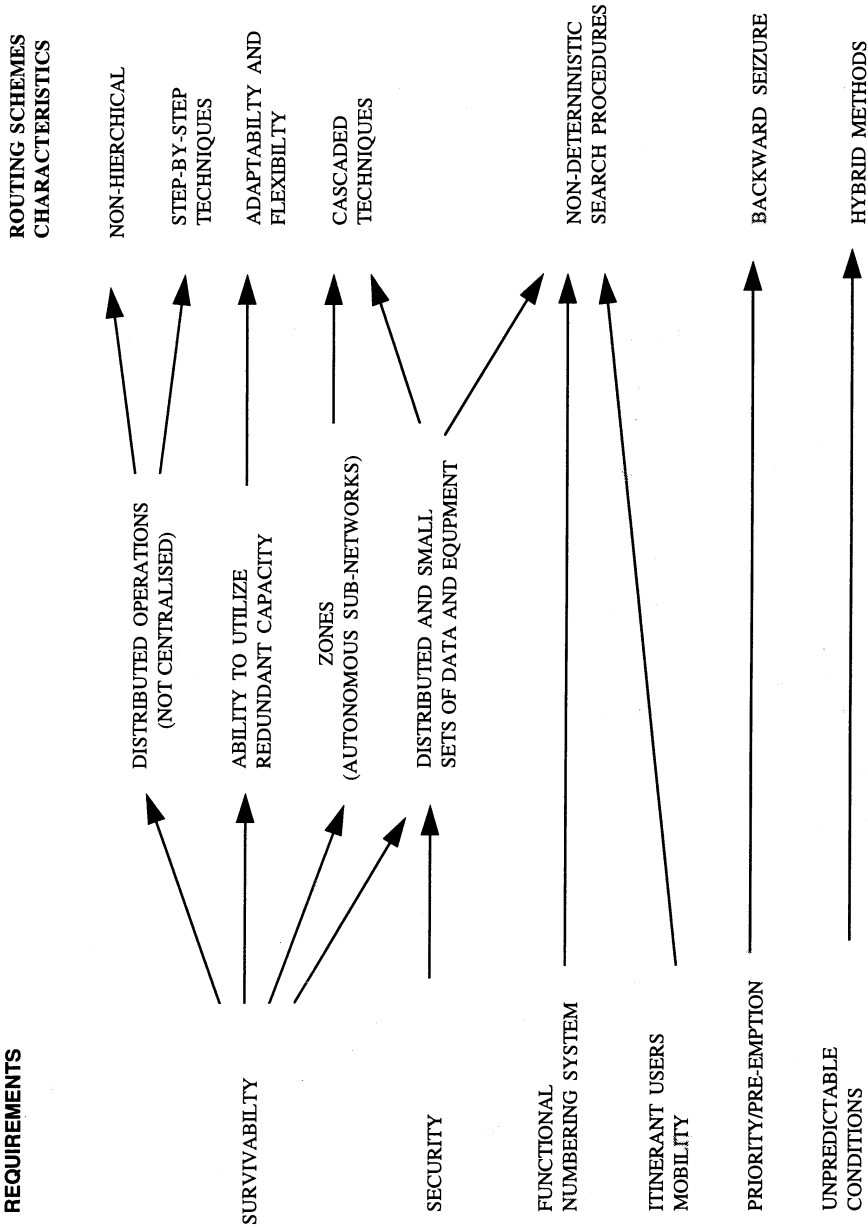 REQUIREMENTS
ROUTING SCHEMES
CHARACTERISTICS
SURVIVABILTY
SECURITY
FUNCTIONAL
NUMBERING SYSTEM
ITINERANT USERS
MOBILITY
PRIORITY/PRE-EMPTION
UNPREDICTABLE
CONDITIONS
DISTRIBUTED OPERATIONS
(NOT CENTRALISED)
ABILITY TO UTILIZE
REDUNDANT CAPACITY
ZONES
(AUTONOMOUS SUB-NETWORKS)
DISTRIBUTED AND SMALL
SETS OF DATA AND EQUPMENT
NON-HIERCHICAL
STEP-BY-STEP
TECHNIQUES
ADAPTABILTY AND
FLEXIBILTY
CASCADED
TECHNIQUES
NON-DETERNINISTIC
SEARCH PROCEDURES
BACKWARD SEIZURE
HYBRID METHODS